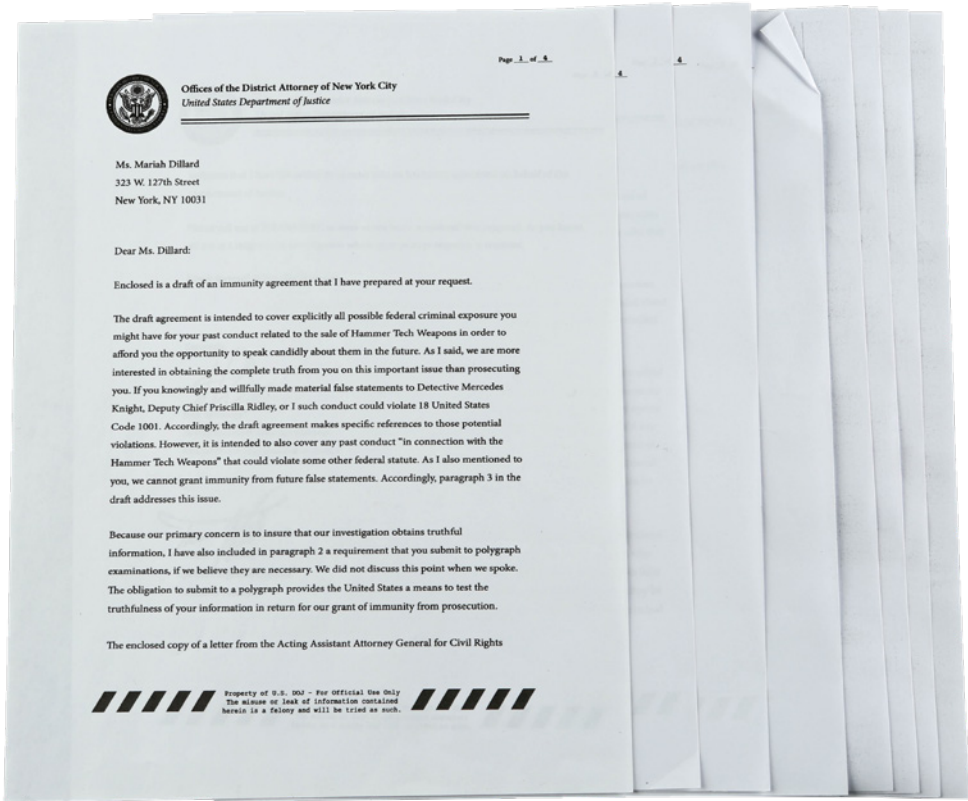 Page 1 of 4
4
4
Offices of the District Attorney of New York City
United States Department of Justice
Ms. Mariah Dillard
323 W. 127th Street
New York, NY 10031
Dear Ms. Dillard:
Enclosed is a draft of an immunity agreement that I have prepared at your request.
The draft agreement is intended to cover explicitly all possible federal criminal exposure you
might have for your past conduct related to the sale of Hammer Tech Weapons in order to
afford you the opportunity to speak candidly about them in the future. As I said, we are more
interested in obtaining the complete truth from you on this important issue than prosecuting
you. If you knowingly and willfully made material false statements to Detective Mercedes
Knight, Deputy Chief Priscilla Ridley, or I such conduct could violate 18 United States
Code 1001. Accordingly, the draft agreement makes specific references to those potential
violations. However, it is intended to also cover any past conduct "in connection with the
Hammer Tech Weapons" that could violate some other federal statute. As I also mentioned to
you, we cannot grant immunity from future false statements. Accordingly, paragraph 3 in the
draft addresses this issue.
Because our primary concern is to insure that our investigation obtains truthful
information, I have also included in paragraph 2 a requirement that you submit to polygraph
examinations, if we believe they are necessary. We did not discuss this point when we spoke.
The obligation to submit to a polygraph provides the United States a means to test the
truthfulness of your information in return for our grant of immunity from prosecution.
The enclosed copy of a letter from the Acting Assistant Attorney General for Civil Rights
Property of U.S. DOJ - For Official Use Only
The misuse or leak of information contained
herein is a felony and will be tried as such.